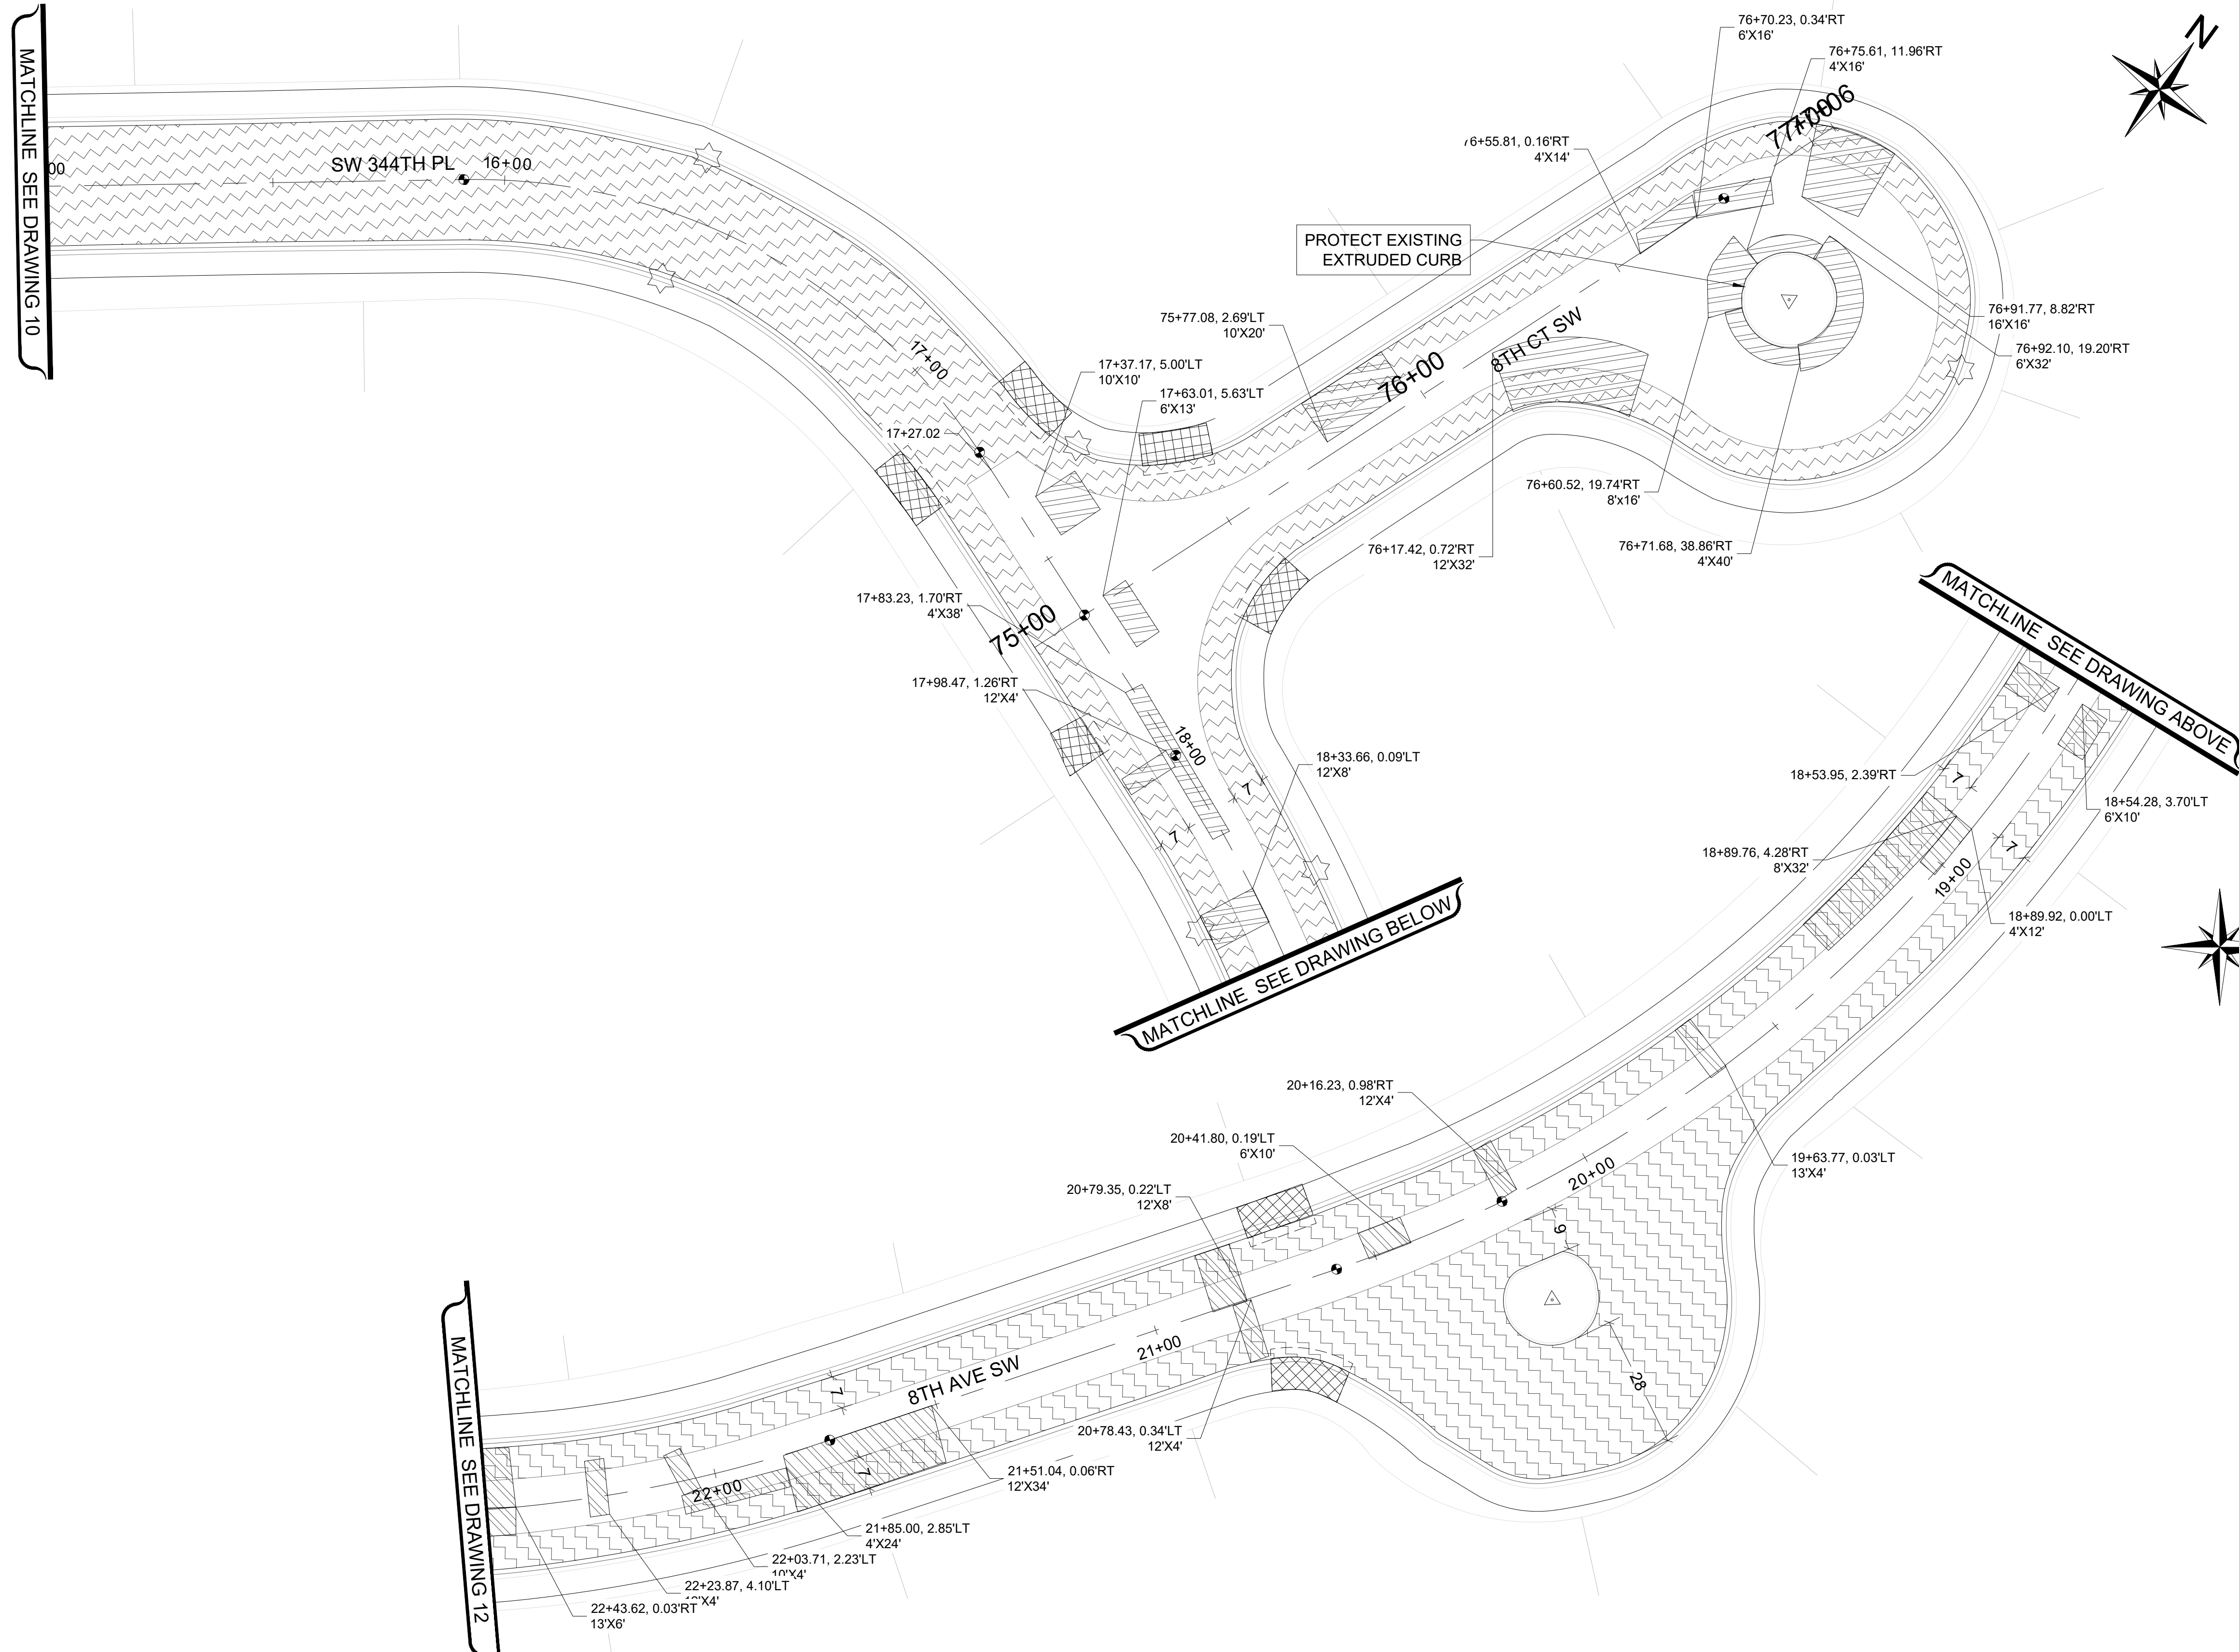 76+70.23, 0.34'RT
6'X16'
76+75.61, 11.96'RT
4'X16'
N
77+00
76+55.81, 0.16'RT
4'X14'
MATCHLINE SEE DRAWING 10
00
SW 344TH PL
16+00
PROTECT EXISTING
EXTRUDED CURB
76+91.77, 8.82'RT
16'X16'
76+92.10, 19.20'RT
6'X32'
75+77.08, 2.69'LT
10'X20'
8TH CT SW
17+00
17+37.17, 5.00'LT
10'X10'
76+00
17+63.01, 5.63'LT
6'X13'
17+27.02
76+60.52, 19.74'RT
8'x16'
76+17.42, 0.72'RT
12'X32'
76+71.68, 38.86'RT
4'X40'
17+83.23, 1.70'RT
4'X38'
75+00
17+98.47, 1.26'RT
12'X4'
18+00
7
7
18+33.66, 0.09'LT
12'X8'
MATCHLINE SEE DRAWING BELOW
MATCHLINE SEE DRAWING ABOVE
18+53.95, 2.39'RT
7
18+54.28, 3.70'LT
6'X10'
18+89.76, 4.28'RT
8'X32'
7
19+00
18+89.92, 0.00'LT
4'X12'
20+16.23, 0.98'RT
12'X4'
20+41.80, 0.19'LT
6'X10'
19+63.77, 0.03'LT
13'X4'
20+79.35, 0.22'LT
12'X8'
20+00
9
28
21+00
8TH AVE SW
7
20+78.43, 0.34'LT
12'X4'
7
21+51.04, 0.06'RT
12'X34'
22+00
21+85.00, 2.85'LT
4'X24'
22+03.71, 2.23'LT
10'X4'
22+23.87, 4.10'LT
22+43.62, 0.03'RT
13'X6'
MATCHLINE SEE DRAWING 12